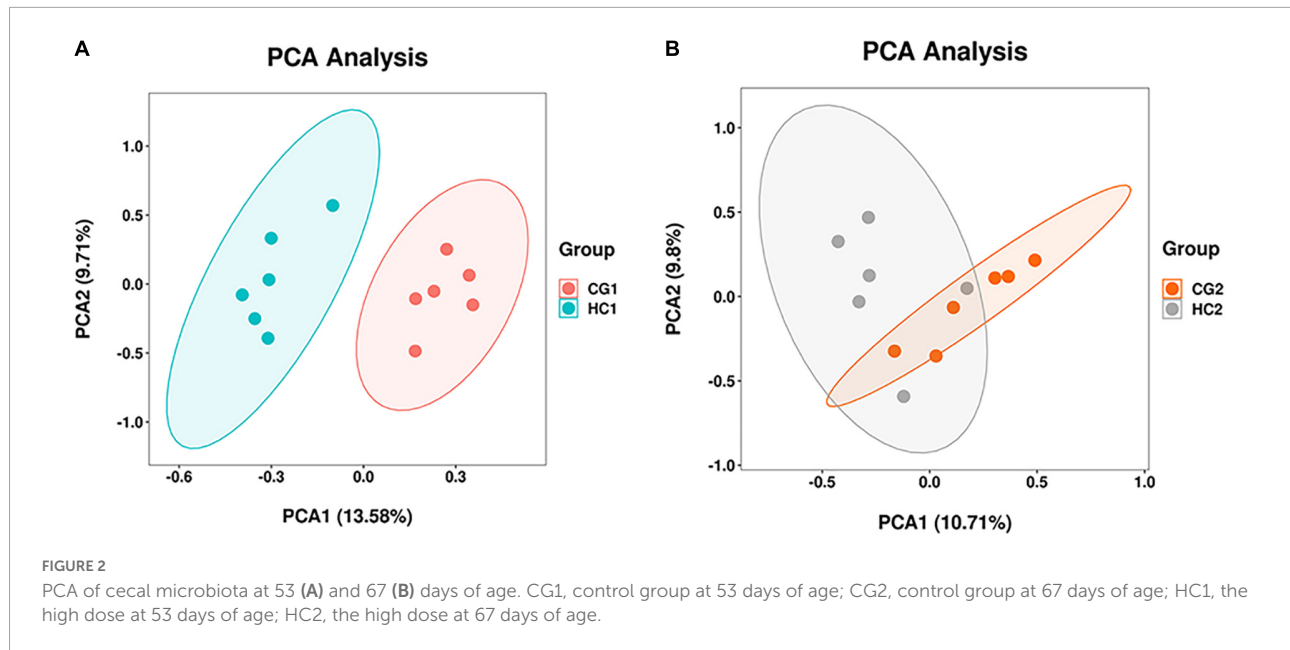 A
PCA Analysis
PCA2 (9.71%)
1.0
0.5
0.0
-0.5
-1.0
-0.6
-0.3
0.0
0.3
PCA1 (13.58%)
Group
CG1
HC1
B
PCA Analysis
PCA2 (9.8%)
1.0
0.5
0.0
-0.5
-1.0
-0.5
0.0
0.5
1.0
PCA1 (10.71%)
Group
CG2
HC2
FIGURE 2
PCA of cecal microbiota at 53 (A) and 67 (B) days of age. CG1, control group at 53 days of age; CG2, control group at 67 days of age; HC1, the
high dose at 53 days of age; HC2, the high dose at 67 days of age.